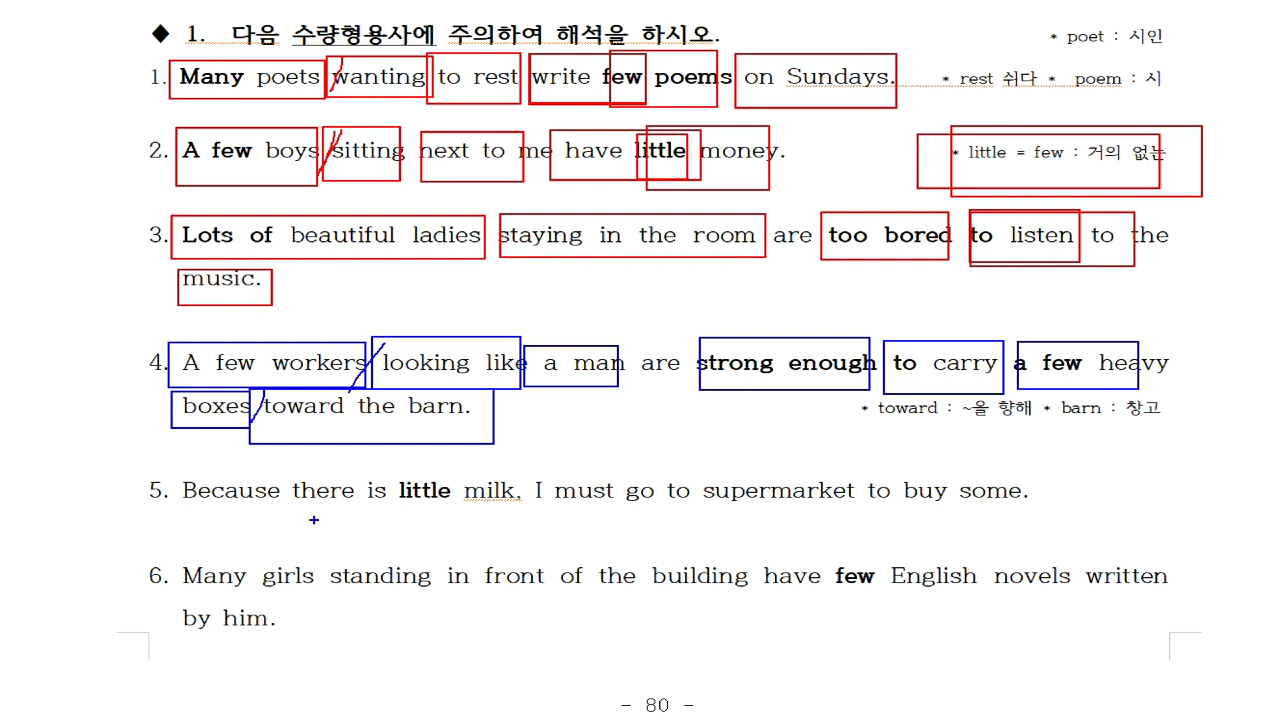 ◆ 1. 다음 수량형용사에 주의하여 해석을 하시오. * poet : 시인
1. Many poets wanting to rest write few poems on Sundays. * rest 쉬다 * poem : 시
2. A few boys sitting next to me have little money. * little = few : 거의 없는
3. Lots of beautiful ladies staying in the room are too bored to listen to the
music.
4. A few workers looking like a man are strong enough to carry a few heavy
boxes toward the barn. * toward : ~을 향해 * barn : 창고
5. Because there is little milk, I must go to supermarket to buy some.
6. Many girls standing in front of the building have few English novels written
by him.
- 80 -